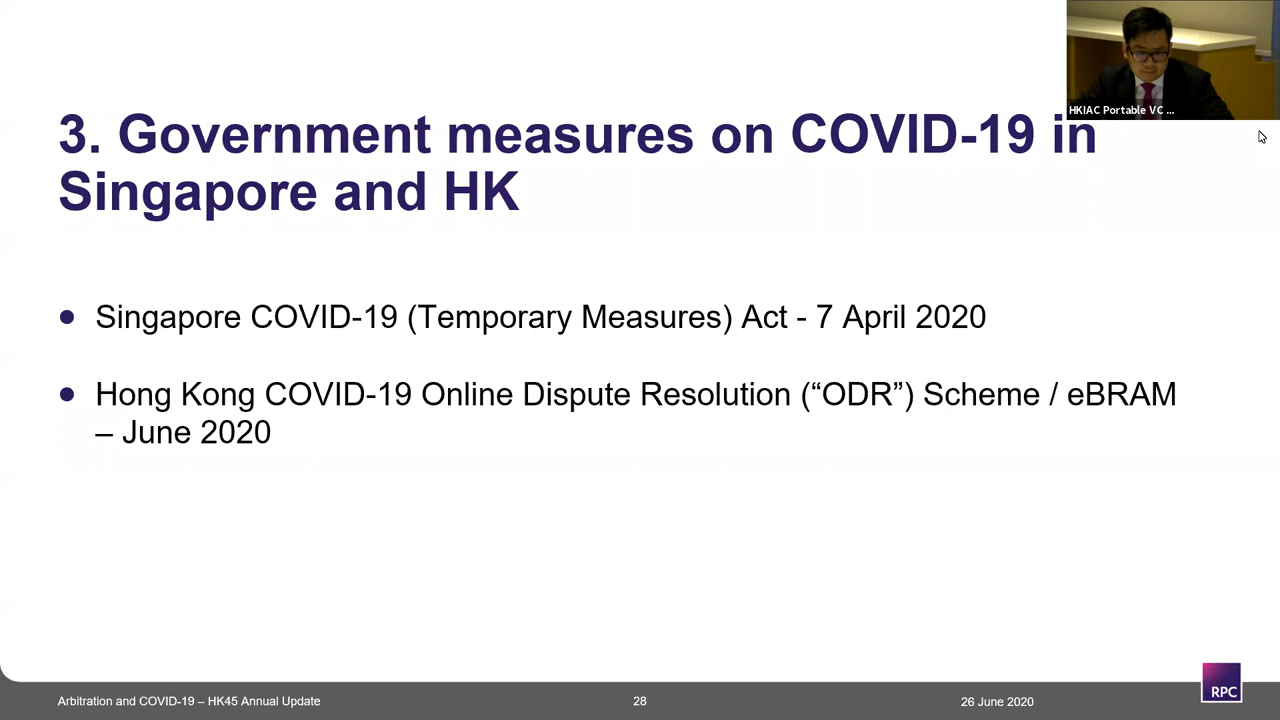 HKIAC Portable VC ...
3. Government measures on COVID-19 in
Singapore and HK
Singapore COVID-19 (Temporary Measures) Act - 7 April 2020
Hong Kong COVID-19 Online Dispute Resolution (“ODR”) Scheme / eBRAM
– June 2020
Arbitration and COVID-19 – HK45 Annual Update
28
26 June 2020
RPC